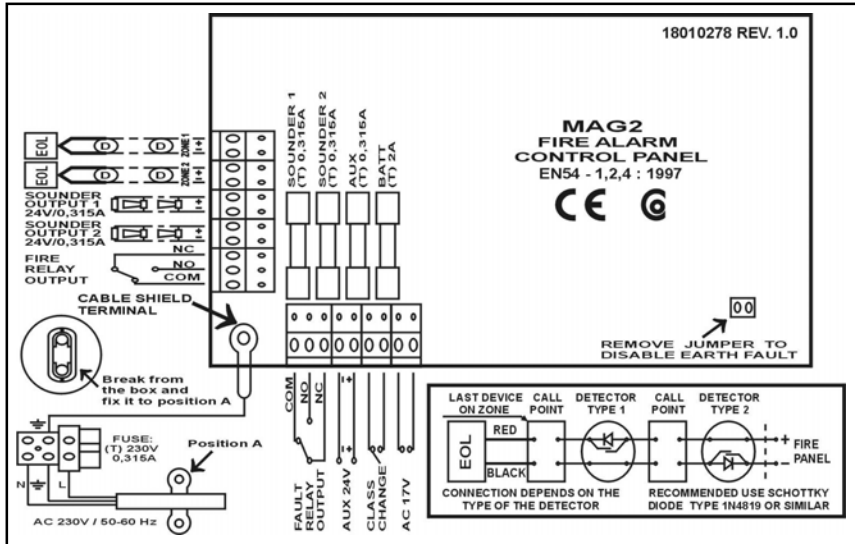 18010278 REV. 1.0
MAG2
FIRE ALARM
CONTROL PANEL
EN54 - 1,2,4 : 1997
CE
SOUNDER 1
(T) 0,315A
SOUNDER 2
(T) 0,315A
AUX
(T) 0,315A
BATT
(T) 2A
EOL
D
D
ZONE 1
- +
EOL
D
D
ZONE 2
- +
SOUNDER
OUTPUT 1
24V/0,315A
- +
SOUNDER
OUTPUT 2
24V/0,315A
- +
FIRE
RELAY
OUTPUT
NC
NO
COM
CABLE SHIELD
TERMINAL
REMOVE JUMPER TO
DISABLE EARTH FAULT
Break from
the box and
fix it to position A
FUSE:
(T) 230V
0,315A
Position A
N
L
AC 230V / 50-60 Hz
COM
NO
NC
FAULT
RELAY
OUTPUT
- +
- +
AUX 24V
CLASS
CHANGE
AC 17V
LAST DEVICE
ON ZONE
CALL
POINT
DETECTOR
TYPE 1
CALL
POINT
DETECTOR
TYPE 2
EOL
RED
BLACK
+
-
FIRE
PANEL
CONNECTION DEPENDS ON THE
TYPE OF THE DETECTOR
RECOMMENDED USE SCHOTTKY
DIODE TYPE 1N4819 OR SIMILAR